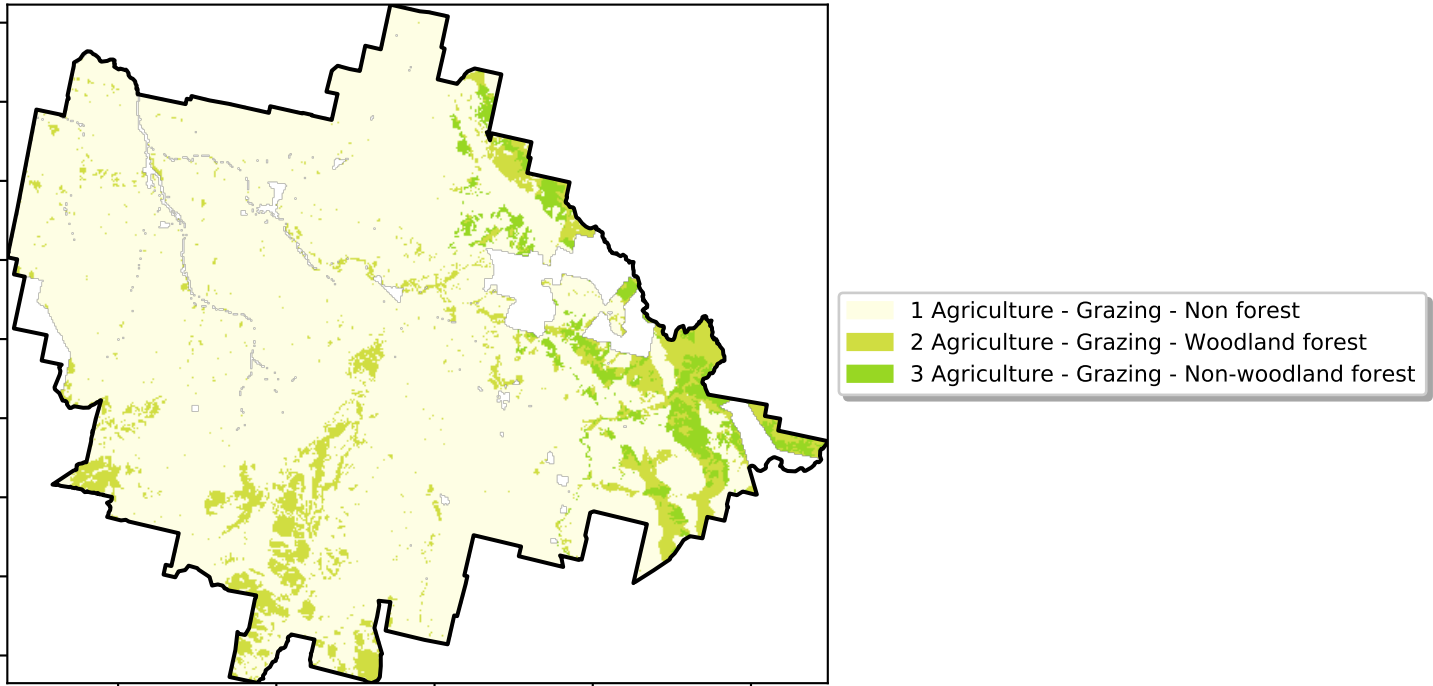 1 Agriculture - Grazing - Non forest
2 Agriculture - Grazing - Woodland forest
3 Agriculture - Grazing - Non-woodland forest